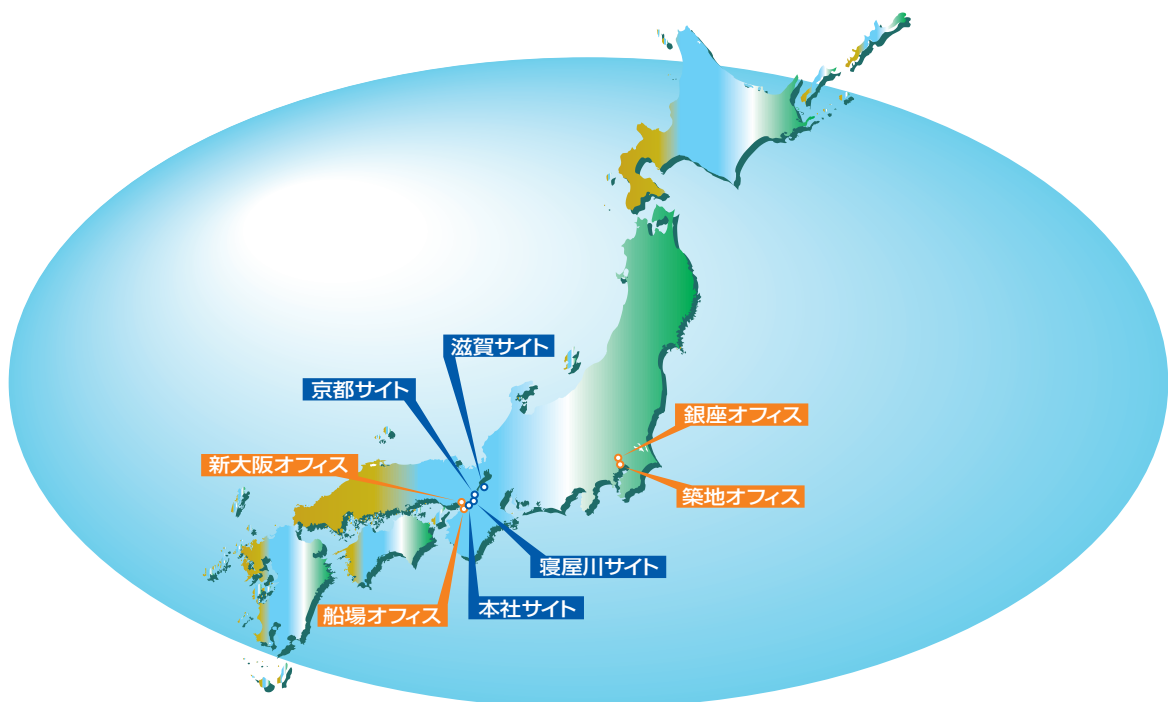 滋賀サイト
京都サイト
銀座オフィス
新大阪オフィス
築地オフィス
寝屋川サイト
本社サイト
船場オフィス